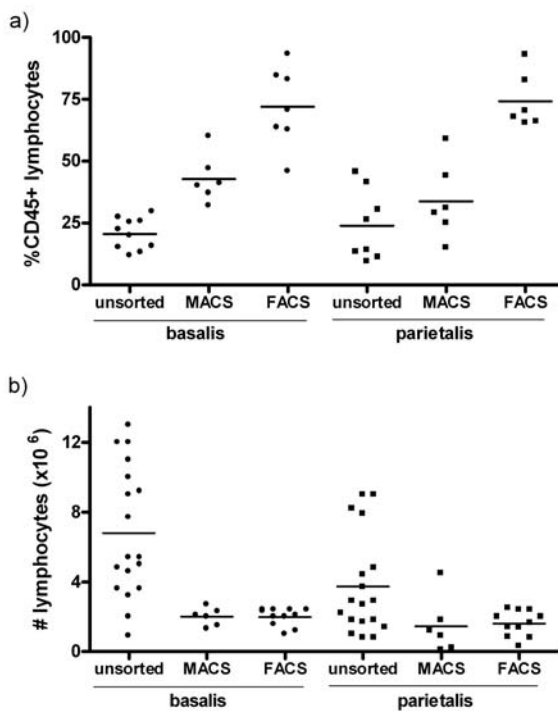 a)
%CD45+ lymphocytes
100
75
50
25
0
unsorted MACS FACS unsorted MACS FACS
basalis parietalis
b)
# lymphocytes (x10 6)
12
8
4
0
unsorted MACS FACS unsorted MACS FACS
basalis parietalis